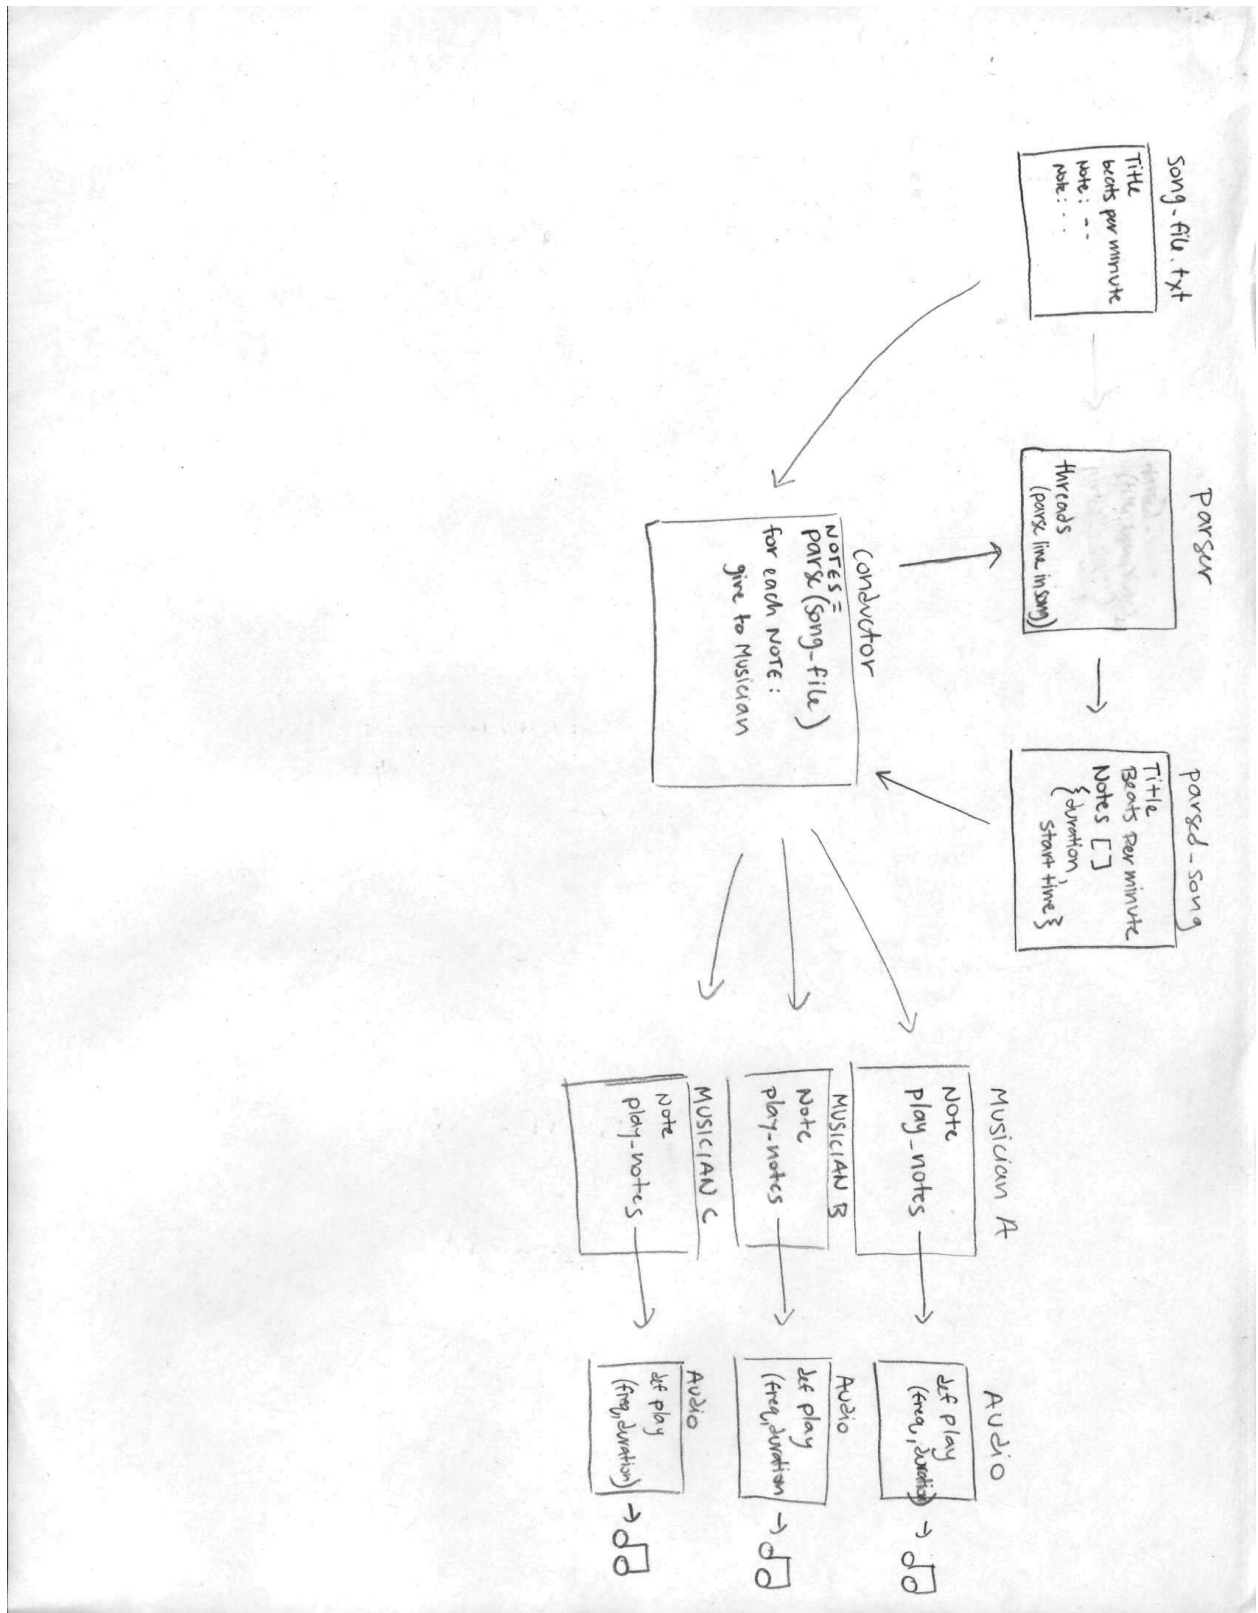 song-file.txt
Title
beats per minute
Note: --
Note: --
Parser
threads
(parse line in song)
parsed-song
Title
Beats Per minute
Notes []
{duration,
start time}
conductor
NOTES =
parse(song-file)
for each NOTE:
give to Musician
Musician A
Note
play-notes
MUSICIAN B
Note
play-notes
MUSICIAN C
Note
play-notes
Audio
def play
(freq, duration)
Audio
def play
(freq, duration
Audio
def play
(freq, duration)